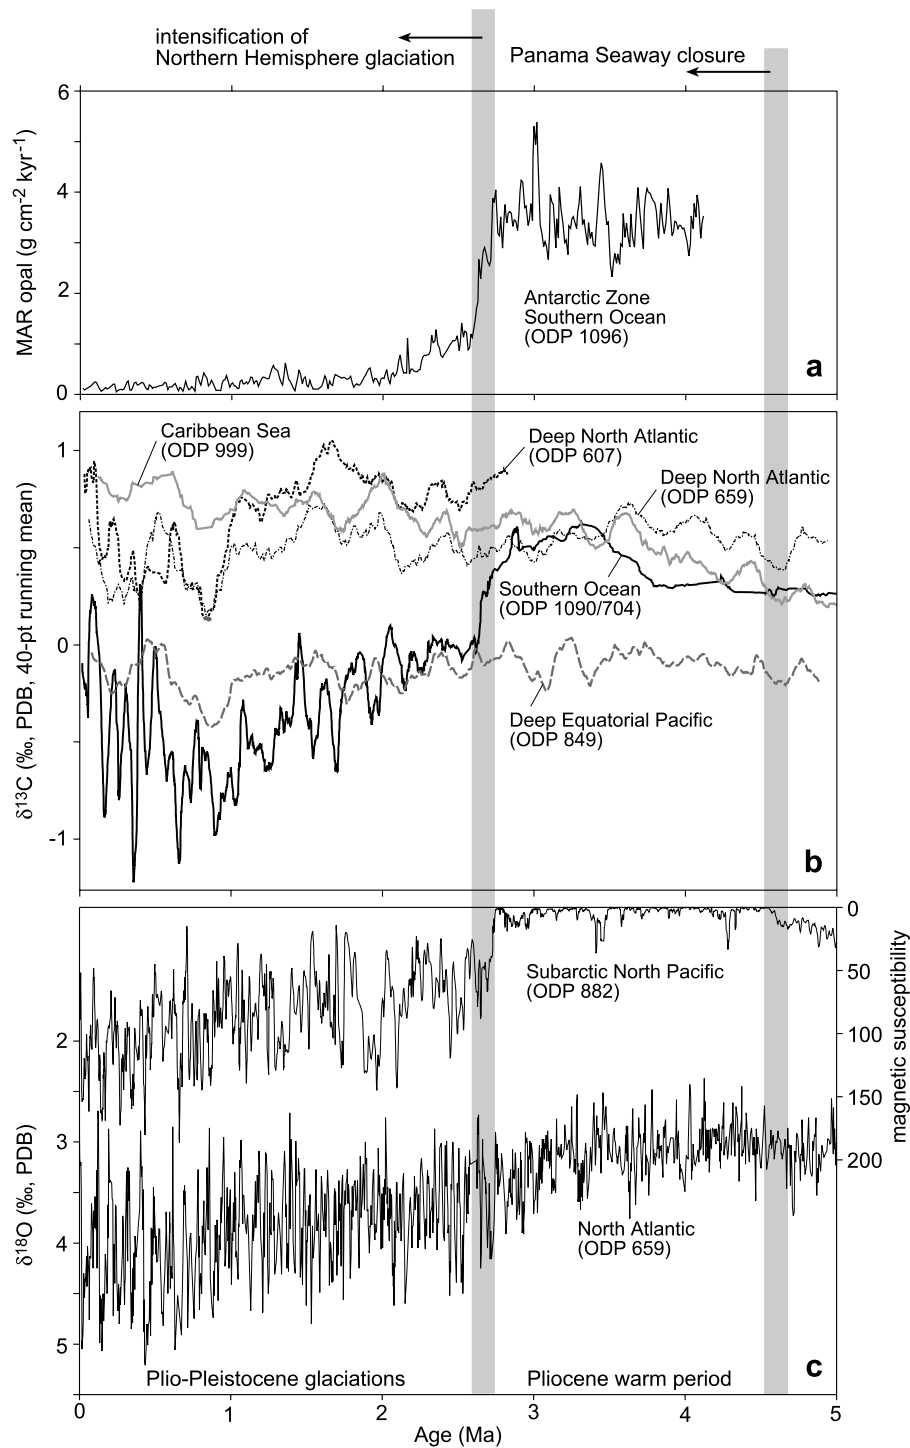 intensification of
Northern Hemisphere glaciation
Panama Seaway closure
6
4
2
0
MAR opal (g cm-2 kyr-1)
Antarctic Zone
Southern Ocean
(ODP 1096)
a
1
0
-1
δ13C (‰, PDB, 40-pt running mean)
Caribbean Sea
(ODP 999)
Deep North Atlantic
(ODP 607)
Deep North Atlantic
(ODP 659)
Southern Ocean
(ODP 1090/704)
Deep Equatorial Pacific
(ODP 849)
b
0
50
100
150
200
magnetic susceptibility
Subarctic North Pacific
(ODP 882)
2
3
4
5
δ18O (‰, PDB)
North Atlantic
(ODP 659)
c
Plio-Pleistocene glaciations
Pliocene warm period
0 1 2 3 4 5
Age (Ma)